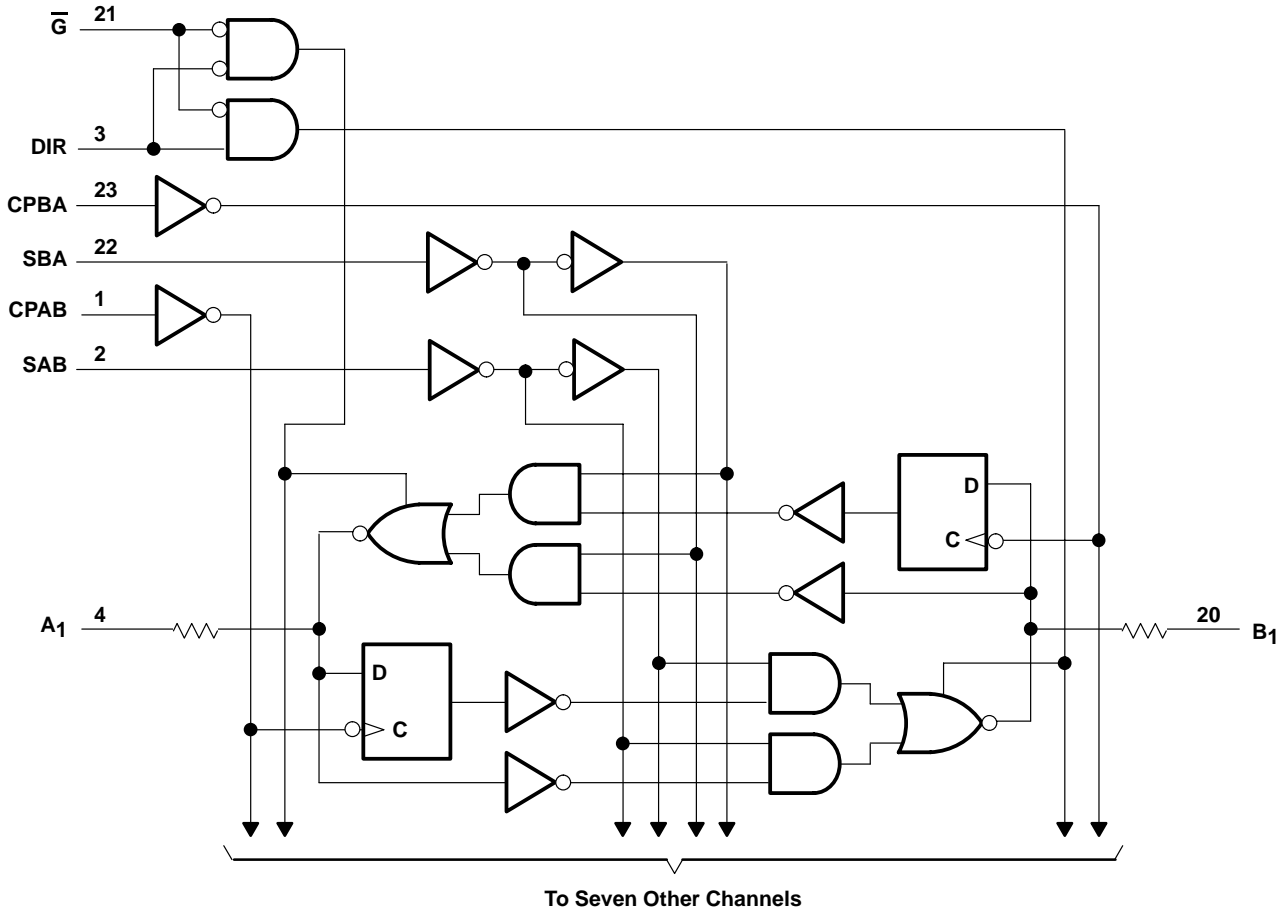 G̅ 21
DIR 3
CPBA 23
SBA 22
CPAB 1
SAB 2
D
C
A1 4
20 B1
D
C
To Seven Other Channels